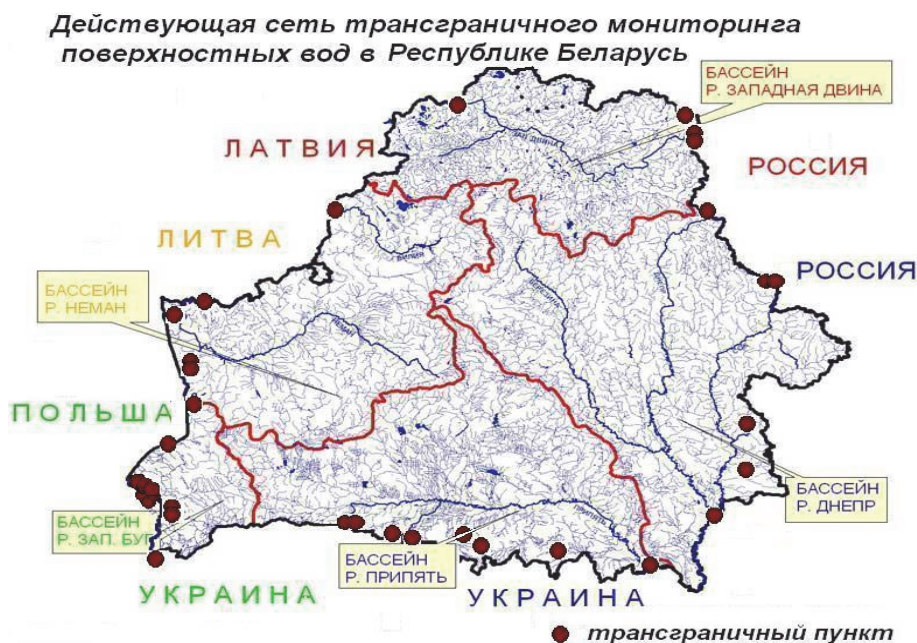 Действующая сеть трансграничного мониторинга
поверхностных вод в Республике Беларусь
БАССЕЙН
Р. ЗАПАДНАЯ ДВИНА
ЛАТВИЯ
РОССИЯ
ЛИТВА
РОССИЯ
БАССЕЙН
Р. НЕМАН
ПОЛЬША
БАССЕЙН
Р. ЗАП. БУГ
БАССЕЙН
Р. ДНЕПР
БАССЕЙН
Р. ПРИПЯТЬ
УКРАИНА
УКРАИНА
трансграничный пункт